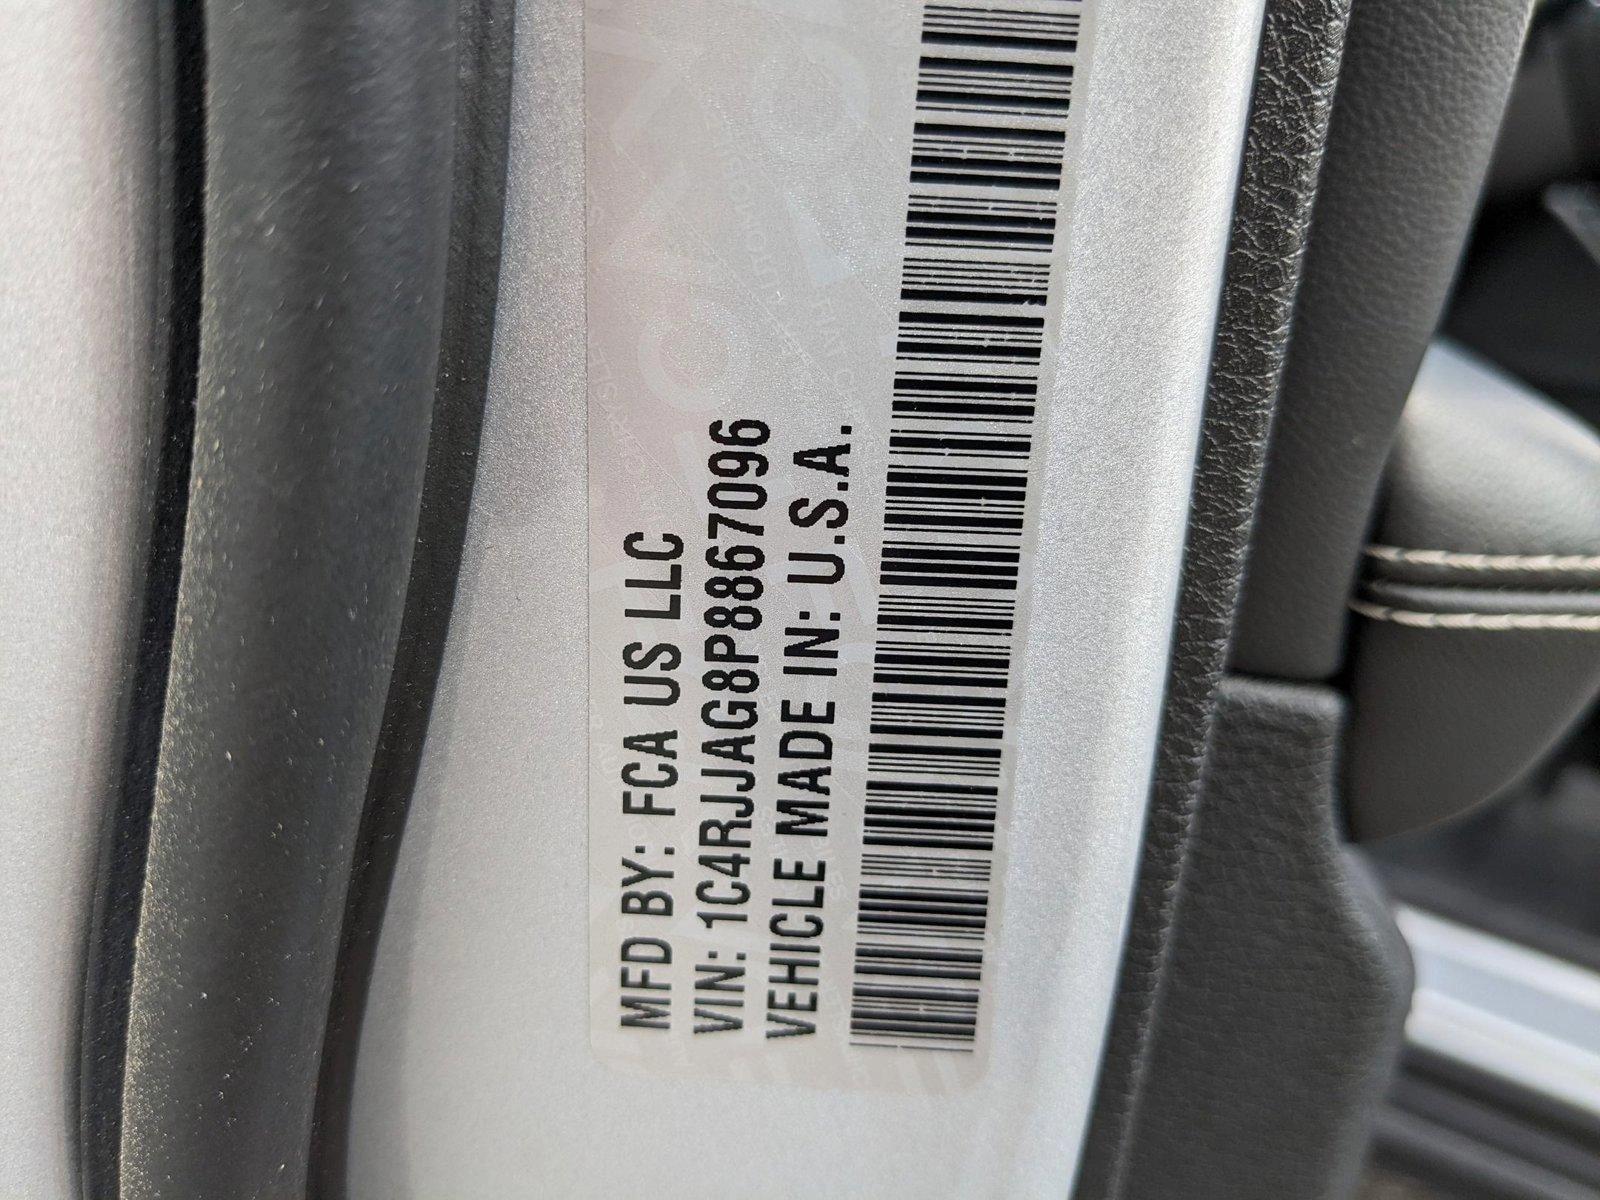 MFD BY: FCA US LLC
VIN: 1C4RJJAG8P8867096
VEHICLE MADE IN: U.S.A.